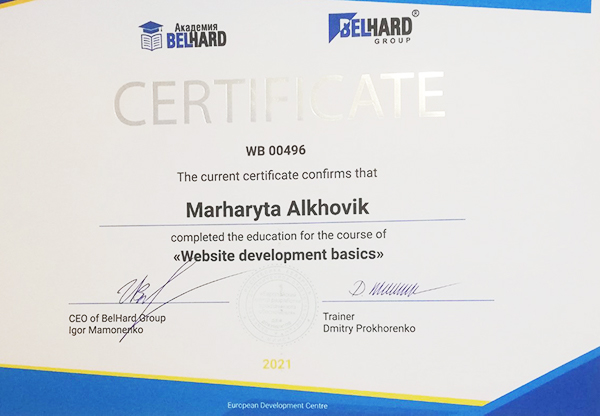 Академия
BELHARD
BELHARD®
GROUP
CERTIFICATE
WB 00496
The current certificate confirms that
Marharyta Alkhovik
completed the education for the course of
«Website development basics»
CEO of BelHard Group
Igor Mamonenko
Trainer
Dmitry Prokhorenko
2021
European Development Centre